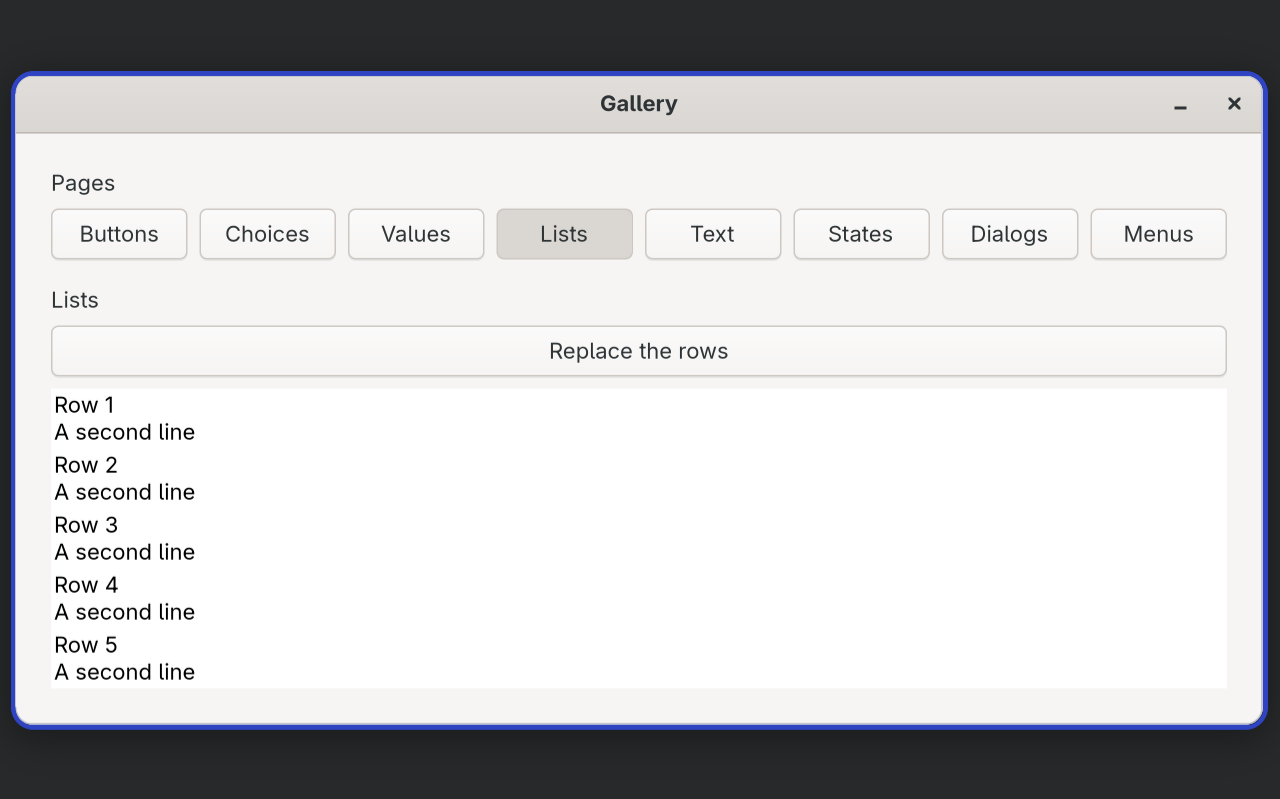 Gallery
Pages
Buttons Choices Values Lists Text States Dialogs Menus
Lists
Replace the rows
Row 1
A second line
Row 2
A second line
Row 3
A second line
Row 4
A second line
Row 5
A second line